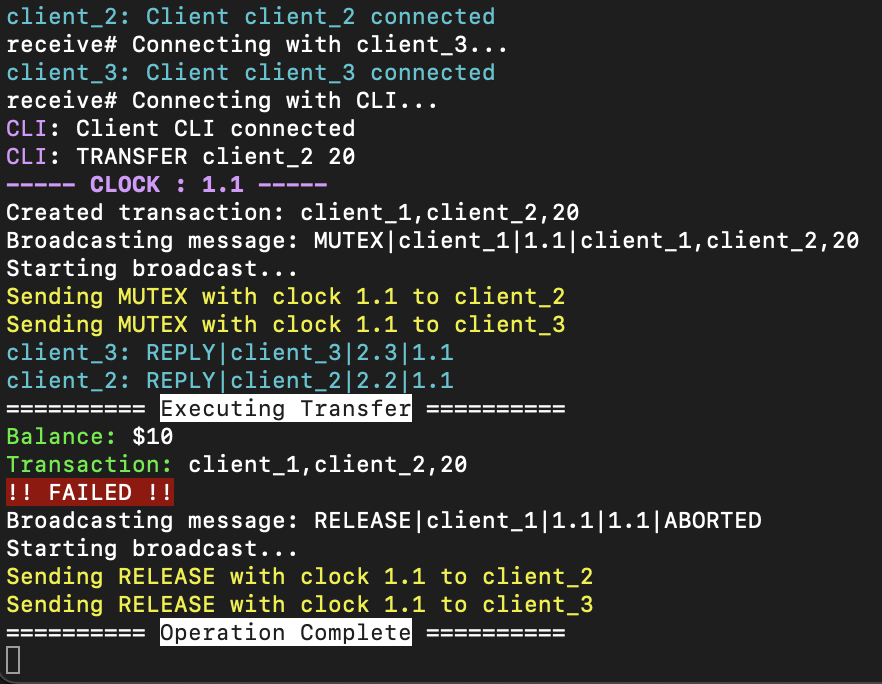 client_2: Client client_2 connected
receive# Connecting with client_3...
client_3: Client client_3 connected
receive# Connecting with CLI...
CLI: Client CLI connected
CLI: TRANSFER client_2 20
----- CLOCK : 1.1 -----
Created transaction: client_1,client_2,20
Broadcasting message: MUTEX|client_1|1.1|client_1,client_2,20
Starting broadcast...
Sending MUTEX with clock 1.1 to client_2
Sending MUTEX with clock 1.1 to client_3
client_3: REPLY|client_3|2.3|1.1
client_2: REPLY|client_2|2.2|1.1
========== Executing Transfer ==========
Balance: $10
Transaction: client_1,client_2,20
!! FAILED !!
Broadcasting message: RELEASE|client_1|1.1|1.1|ABORTED
Starting broadcast...
Sending RELEASE with clock 1.1 to client_2
Sending RELEASE with clock 1.1 to client_3
========== Operation Complete ==========